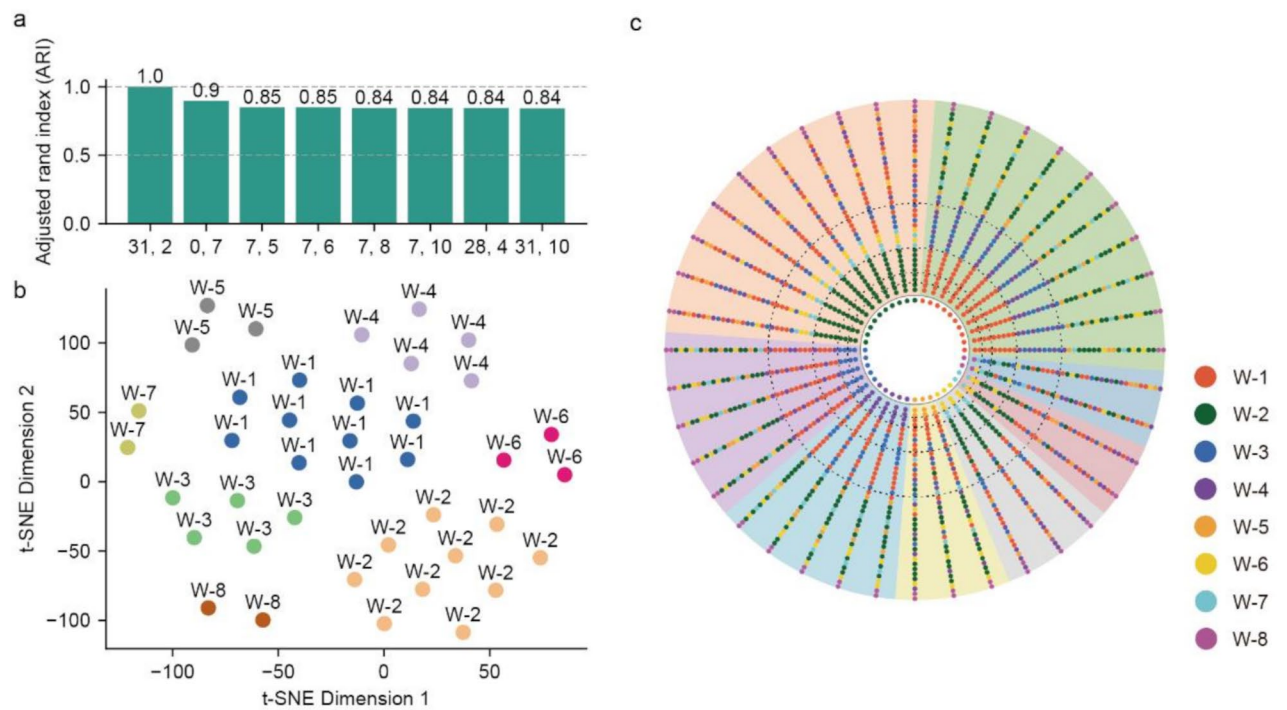 a
Adjusted rand index (ARI)
1.0
0.5
0.0
1.0
0.9
0.85
0.85
0.84
0.84
0.84
0.84
31, 2
0, 7
7, 5
7, 6
7, 8
7, 10
28, 4
31, 10
b
t-SNE Dimension 2
100
50
0
−50
−100
W-5
W-5
W-5
W-4
W-4
W-4
W-4
W-4
W-1
W-1
W-1
W-1
W-1
W-1
W-1
W-1
W-1
W-1
W-7
W-7
W-6
W-6
W-6
W-3
W-3
W-3
W-3
W-3
W-2
W-2
W-2
W-2
W-2
W-2
W-2
W-2
W-2
W-2
W-8
W-8
−100
−50
0
50
t-SNE Dimension 1
c
W-1
W-2
W-3
W-4
W-5
W-6
W-7
W-8